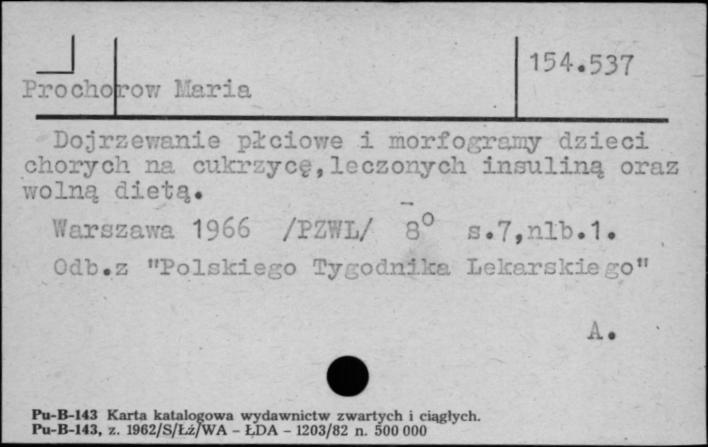 154.537
Prochorow Maria
Dojrzewanie płciowe i morfogramy dzieci
chorych na cukrzycę,leczonych insuliną oraz
wolną dietą.
Warszawa 1966 /PZWL/ 8° s.7,nlb.1.
Odb.z "Polskiego Tygodnika Lekarskiego"
A.
Pu-B-143 Karta katalogowa wydawnictw zwartych i ciągłych.
Pu-B-143, z. 1962/S/Łź/WA - ŁDA - 1203/82 n. 500 000